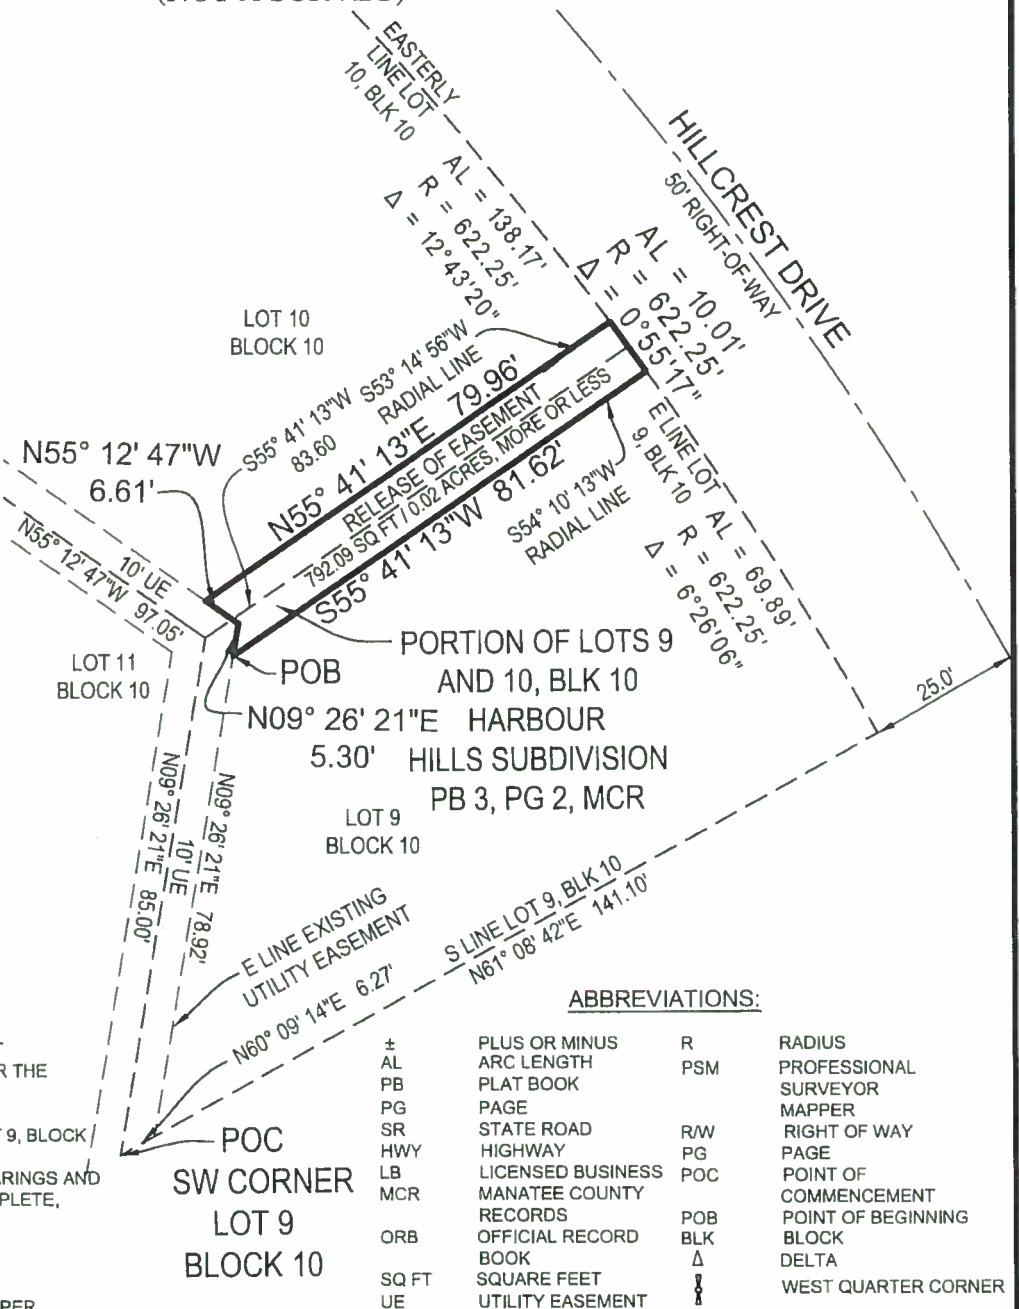 EASTERLY
LINE LOT
10, BLK 10
AL = 138.17'
R = 622.25'
Δ = 12°43'20"
HILLCREST DRIVE
50' RIGHT-OF-WAY
AL = 10.01'
R = 622.25'
Δ = 0°55'17"
LOT 10
BLOCK 10
S53° 14' 56"W
RADIAL LINE
S55° 41' 13"W
83.60
N55° 41' 13"E 79.96'
RELEASE OF EASEMENT
792.09 SQ FT / 0.02 ACRES, MORE OR LESS
S55° 41' 13"W 81.62'
S54° 10' 13"W
RADIAL LINE
E LINE LOT
9, BLK 10
AL = 69.89'
R = 622.25'
Δ = 6°26'06"
N55° 12' 47"W
6.61'
10' UE
N55° 12' 47"W 97.05'
LOT 11
BLOCK 10
POB
PORTION OF LOTS 9
AND 10, BLK 10
HARBOUR
HILLS SUBDIVISION
PB 3, PG 2, MCR
N09° 26' 21"E
5.30'
25.0'
LOT 9
BLOCK 10
N09° 26' 21"E 85.00'
10' UE
N09° 26' 21"E 78.92'
E LINE EXISTING
UTILITY EASEMENT
S LINE LOT 9, BLK 10
N61° 08' 42"E 141.10'
N60° 09' 14"E 6.27'
POC
SW CORNER
LOT 9
BLOCK 10
R THE
9, BLOCK
RINGS AND
PLETE,
PER
ABBREVIATIONS:
± PLUS OR MINUS
AL ARC LENGTH
PB PLAT BOOK
PG PAGE
SR STATE ROAD
HWY HIGHWAY
LB LICENSED BUSINESS
MCR MANATEE COUNTY
RECORDS
ORB OFFICIAL RECORD
BOOK
SQ FT SQUARE FEET
UE UTILITY EASEMENT
R RADIUS
PSM PROFESSIONAL
SURVEYOR
MAPPER
R/W RIGHT OF WAY
PG PAGE
POC POINT OF
COMMENCEMENT
POB POINT OF BEGINNING
BLK BLOCK
Δ DELTA
WEST QUARTER CORNER